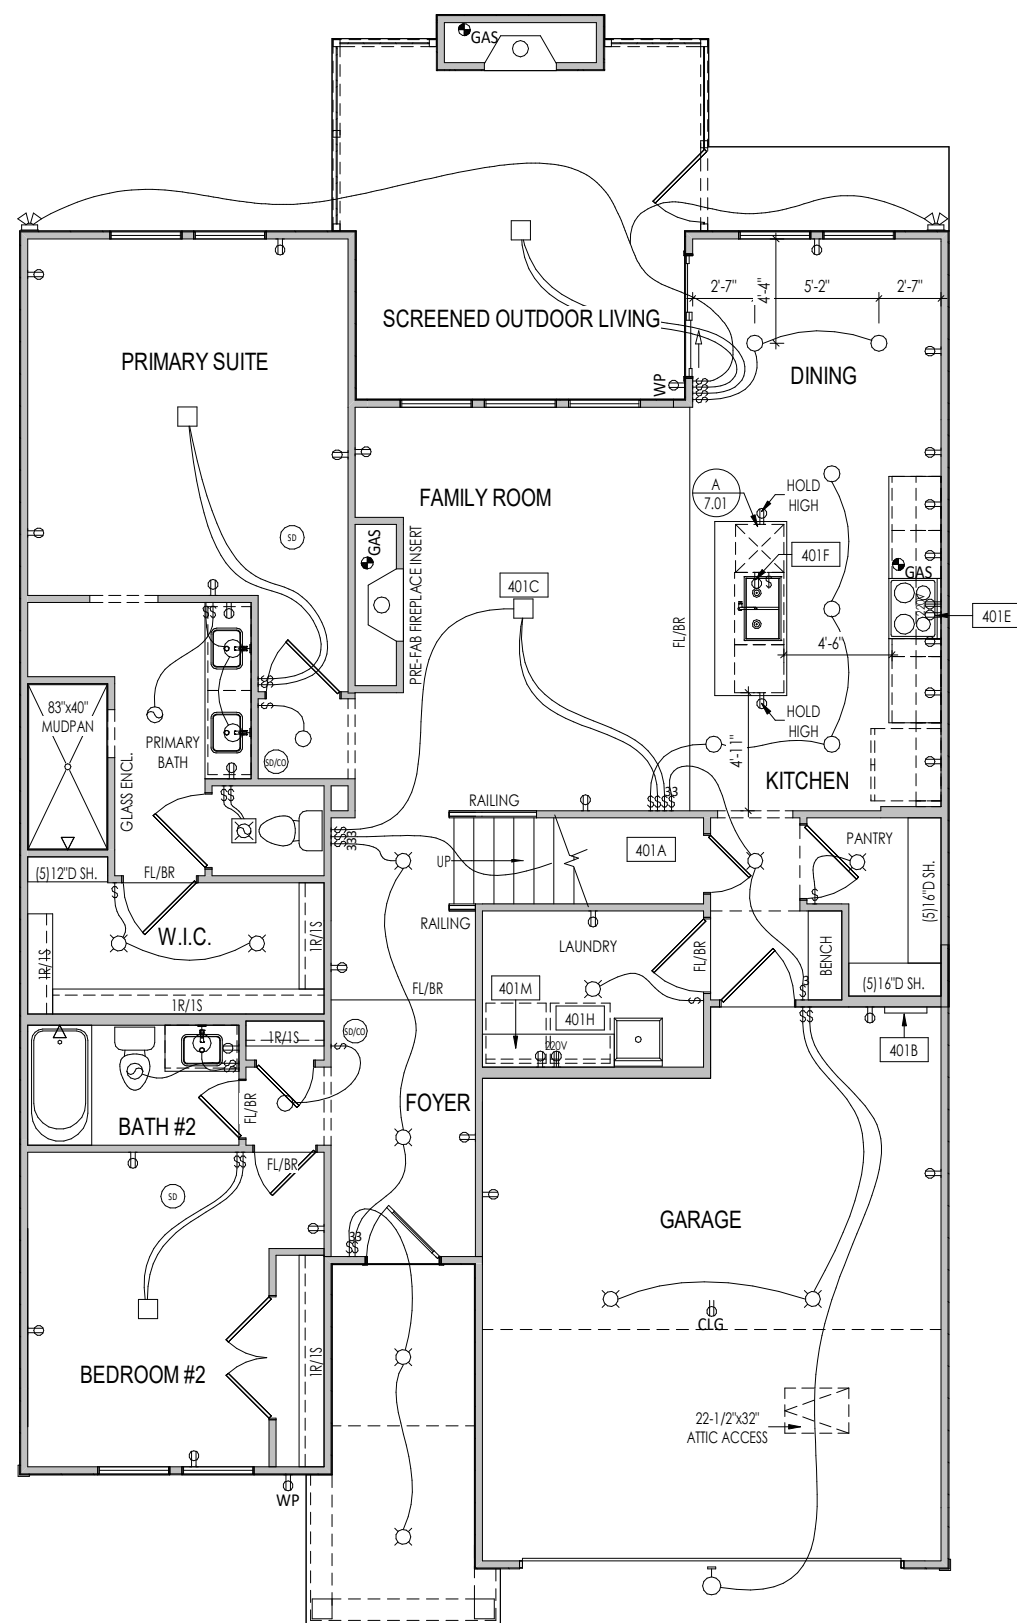 GAS
2'-7"
4'-4"
5'-2"
2'-7"
SCREENED OUTDOOR LIVING
PRIMARY SUITE
DINING
WP
$
$
$
$
FAMILY ROOM
A
7.01
HOLD
HIGH
SD
GAS
PRE-FAB FIREPLACE INSERT
401C
401F
$
GAS
220V
401E
FL/BR
4'-6"
$$
$
$
$
83"x40"
MUDPAN
PRIMARY
BATH
GLASS ENCL.
SD/CO
HOLD
HIGH
4'-11"
KITCHEN
$$
RAILING
$$$$
33
$
$
33
UP
401A
PANTRY
(5)12"D SH.
FL/BR
$
$
(5)16"D SH.
RAILING
W.I.C.
1R/1S
1R/1S
1R/1S
LAUNDRY
FL/BR
BENCH
(5)16"D SH.
FL/BR
401M
401H
$
3
$
$$
220V
401B
1R/1S
SD/CO
$
$$
FL/BR
BATH #2
FOYER
$$
FL/BR
SD
GARAGE
33
$$
CLG
BEDROOM #2
1R/1S
22-1/2"x32"
ATTIC ACCESS
WP